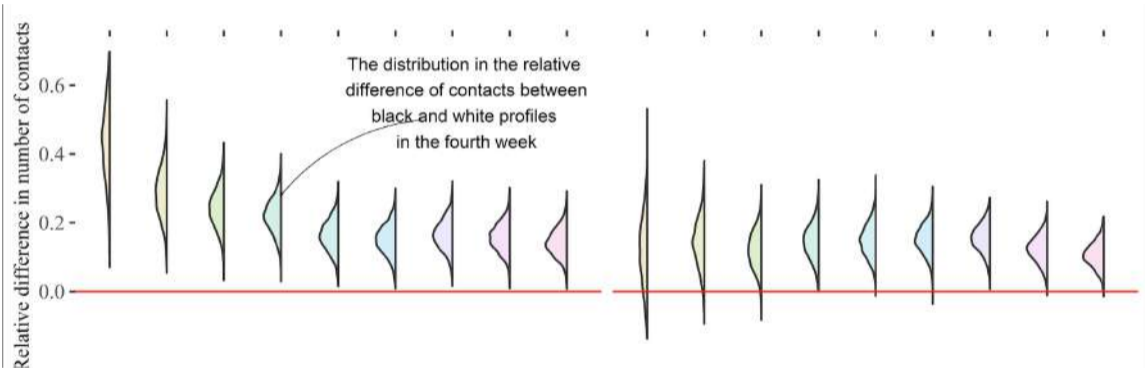 Relative difference in number of contacts
0.6
0.4
0.2
0.0
The distribution in the relative
difference of contacts between
black and white profiles
in the fourth week